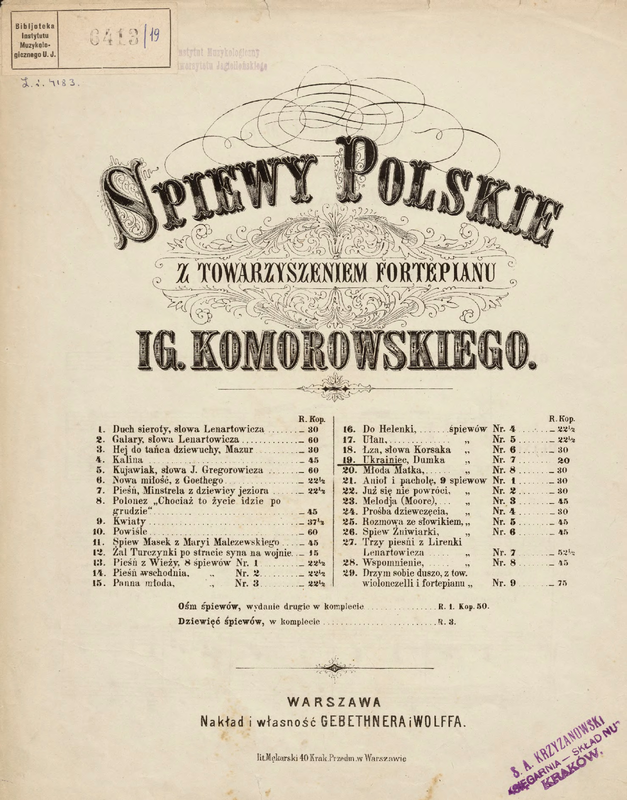 Bibljoteka
Instytutu
Muzykolo-
gicznego U. J.
6413/19
Instytut Muzykologiczny
Uniwersytetu Jagiellońskiego
Z. i. 4183.
ŚPIEWY POLSKIE
Z TOWARZYSZENIEM FORTEPIANU
IG. KOMOROWSKIEGO.
R. Kop.
1. Duch sieroty, słowa Lenartowicza – 30
2. Galary, słowa Lenartowicza – 60
3. Hej do tańca dziewuchy, Mazur – 30
4. Kalina – 45
5. Kujawiak, słowa J. Gregorowicza – 60
6. Nowa miłość, z Goethego – 22½
7. Pieśń, Minstrela z dziewicy jeziora – 22½
8. Polonez „Chociaż to życie idzie po
grudzie" – 45
9. Kwiaty – 37½
10. Powiśle – 60
11. Śpiew Masek z Maryi Malczewskiego – 45
12. Żal Turczynki po stracie syna na wojnie – 15
13. Pieśń z Wieży, 8 śpiewów Nr. 1 – 22½
14. Pieśń wschodnia, „ Nr. 2 – 22½
15. Panna młoda, „ Nr. 3 – 22½
R. Kop.
16. Do Helenki, śpiewów Nr. 4 – 22½
17. Ułan, „ Nr. 5 – 22½
18. Łza, słowa Korsaka „ Nr. 6 – 30
19. Ukrainiec, Dumka „ Nr. 7 – 20
20. Młoda Matka, „ Nr. 8 – 30
21. Anioł i pacholę, 9 śpiewow Nr. 1 – 30
22. Już się nie powróci, „ Nr. 2 – 30
23. Melodja (Moore), „ Nr. 3 – 45
24. Prośba dziewczęcia, „ Nr. 4 – 30
25. Rozmowa ze słowikiem, „ Nr. 5 – 45
26. Śpiew Żniwiarki, „ Nr. 6 – 45
27. Trzy pieśni z Lirenki
Lenartowicza „ Nr. 7 – 52½
28. Wspomnienie, „ Nr. 8 – 45
29. Drzym sobie duszo, z tow.
wiolonczelli i fortepianu „ Nr. 9 – 75
Ośm śpiewów, wydanie drugie w komplecie R. 1. Kop. 50.
Dziewięć śpiewów, w komplecie R. 3.
WARSZAWA
Nakład i własność GEBETHNERA i WOLFFA.
lit. Mękarski 40 Krak. Przedm. w Warszawie
S. A. KRZYŻANOWSKI
KSIĘGARNIA – SKŁAD NUT
KRAKÓW.